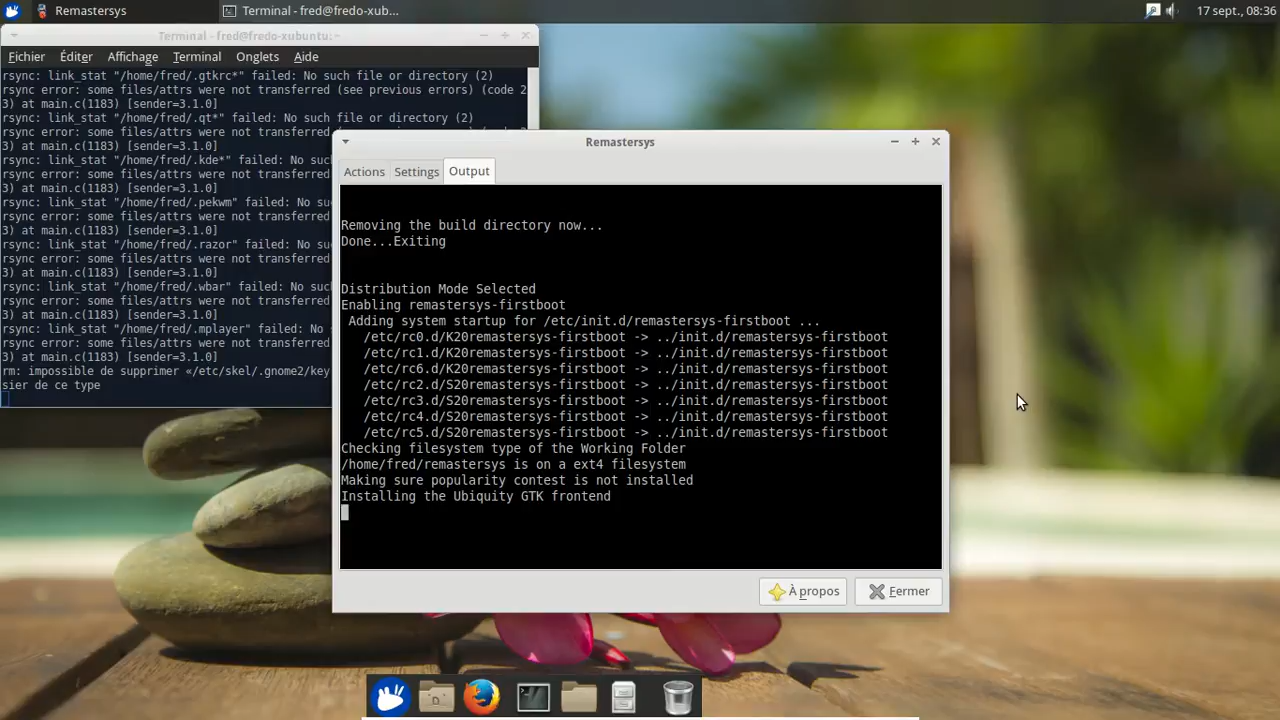 Remastersys
Terminal - fred@fredo-xub...
17 sept., 08:36
Terminal - fred@fredo-xubuntu: ~
Fichier Éditer Affichage Terminal Onglets Aide
rsync: link_stat "/home/fred/.gtkrc*" failed: No such file or directory (2)
rsync error: some files/attrs were not transferred (see previous errors) (code 2
3) at main.c(1183) [sender=3.1.0]
rsync: link_stat "/home/fred/.qt*" failed: No such file or directory (2)
rsync error: some files/attrs were not transferred
3) at main.c(1183) [sender=3.1.0]
rsync: link_stat "/home/fred/.kde*" failed: No suc
rsync error: some files/attrs were not transferred
3) at main.c(1183) [sender=3.1.0]
rsync: link_stat "/home/fred/.pekwm" failed: No su
rsync error: some files/attrs were not transferred
3) at main.c(1183) [sender=3.1.0]
rsync: link_stat "/home/fred/.razor" failed: No su
rsync error: some files/attrs were not transferred
3) at main.c(1183) [sender=3.1.0]
rsync: link_stat "/home/fred/.wbar" failed: No suc
rsync error: some files/attrs were not transferred
3) at main.c(1183) [sender=3.1.0]
rsync: link_stat "/home/fred/.mplayer" failed: No
rsync error: some files/attrs were not transferred
3) at main.c(1183) [sender=3.1.0]
rm: impossible de supprimer «/etc/skel/.gnome2/key
sier de ce type
Remastersys
Actions Settings Output
Removing the build directory now...
Done...Exiting
Distribution Mode Selected
Enabling remastersys-firstboot
Adding system startup for /etc/init.d/remastersys-firstboot ...
/etc/rc0.d/K20remastersys-firstboot -> ../init.d/remastersys-firstboot
/etc/rc1.d/K20remastersys-firstboot -> ../init.d/remastersys-firstboot
/etc/rc6.d/K20remastersys-firstboot -> ../init.d/remastersys-firstboot
/etc/rc2.d/S20remastersys-firstboot -> ../init.d/remastersys-firstboot
/etc/rc3.d/S20remastersys-firstboot -> ../init.d/remastersys-firstboot
/etc/rc4.d/S20remastersys-firstboot -> ../init.d/remastersys-firstboot
/etc/rc5.d/S20remastersys-firstboot -> ../init.d/remastersys-firstboot
Checking filesystem type of the Working Folder
/home/fred/remastersys is on a ext4 filesystem
Making sure popularity contest is not installed
Installing the Ubiquity GTK frontend
À propos
Fermer